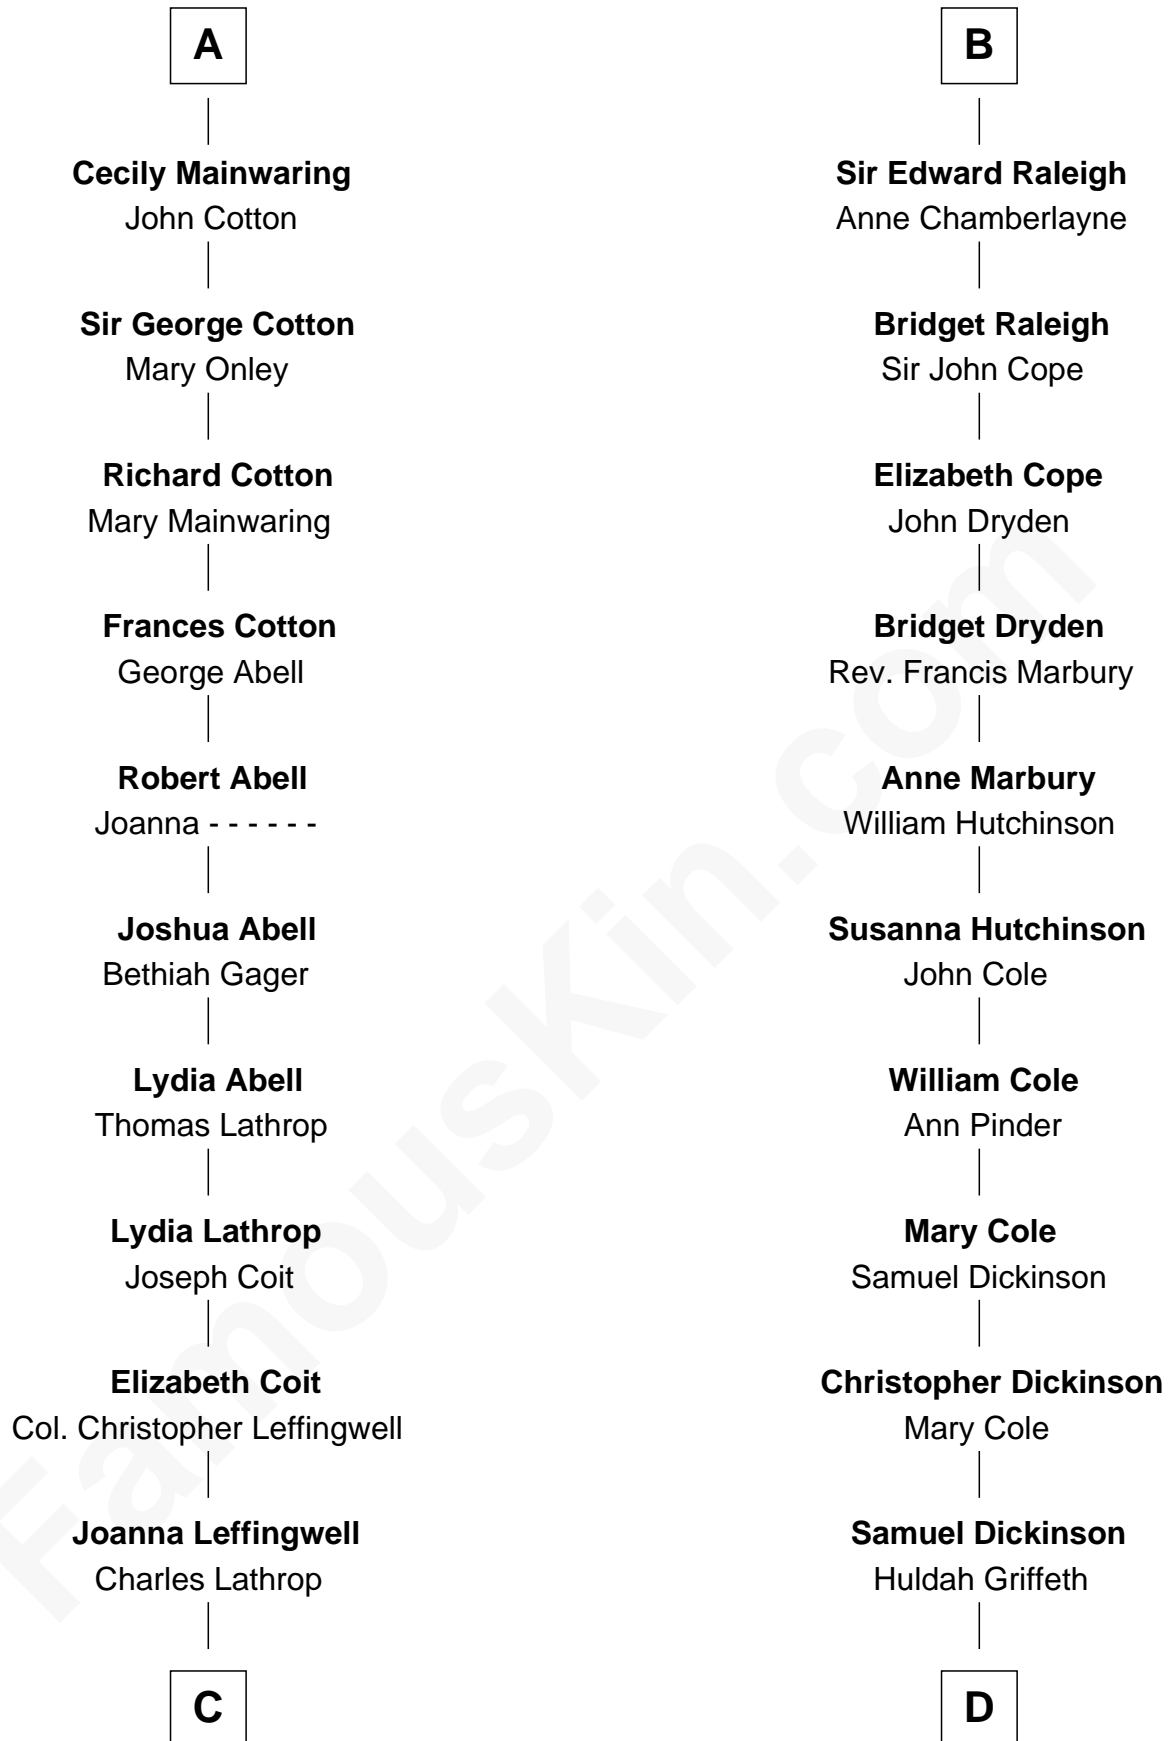 A
Cecily Mainwaring
John Cotton
Sir George Cotton
Mary Onley
Richard Cotton
Mary Mainwaring
Frances Cotton
George Abell
Robert Abell
Joanna - - - - - -
Joshua Abell
Bethiah Gager
Lydia Abell
Thomas Lathrop
Lydia Lathrop
Joseph Coit
Elizabeth Coit
Col. Christopher Leffingwell
Joanna Leffingwell
Charles Lathrop
C
B
Sir Edward Raleigh
Anne Chamberlayne
Bridget Raleigh
Sir John Cope
Elizabeth Cope
John Dryden
Bridget Dryden
Rev. Francis Marbury
Anne Marbury
William Hutchinson
Susanna Hutchinson
John Cole
William Cole
Ann Pinder
Mary Cole
Samuel Dickinson
Christopher Dickinson
Mary Cole
Samuel Dickinson
Huldah Griffeth
D
FamousKin.com